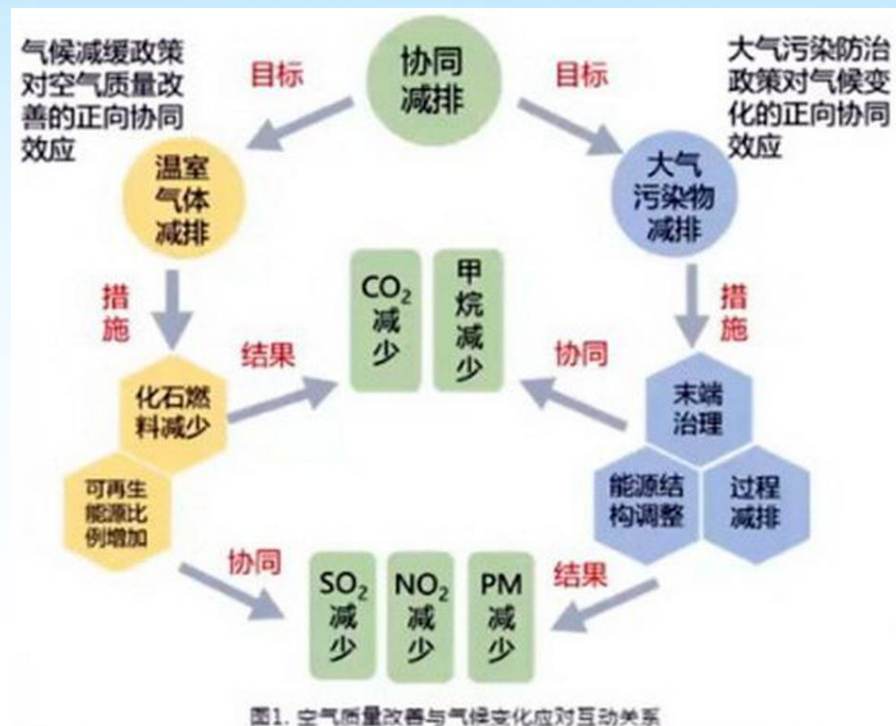 气候减缓政策
对空气质量改
善的正向协同
效应
目标
协同
减排
目标
大气污染防治
政策对气候变
化的正向协同
效应
温室
气体
减排
大气
污染物
减排
措
施
CO₂
减
少
甲
烷
减
少
措
施
结果
协同
化石燃
料减少
末端
治理
可再生
能源比
例增加
能源结
构调整
过程
减排
协同
SO₂
减
少
NO₂
减
少
PM
减
少
结果
图1. 空气质量改善与气候变化应对互动关系